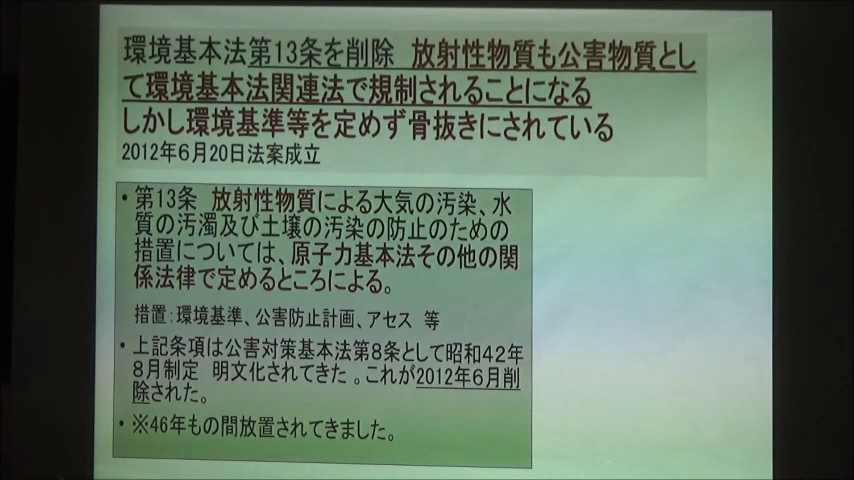 環境基本法第13条を削除　放射性物質も公害物質とし
て環境基本法関連法で規制されることになる
しかし環境基準等を定めず骨抜きにされている
2012年6月20日法案成立
・第13条　放射性物質による大気の汚染、水
質の汚濁及び土壌の汚染の防止のための
措置については、原子力基本法その他の関
係法律で定めるところによる。
措置：環境基準、公害防止計画、アセス　等
・上記条項は公害対策基本法第8条として昭和42年
8月制定　明文化されてきた。これが2012年6月削
除された。
・※46年もの間放置されてきました。